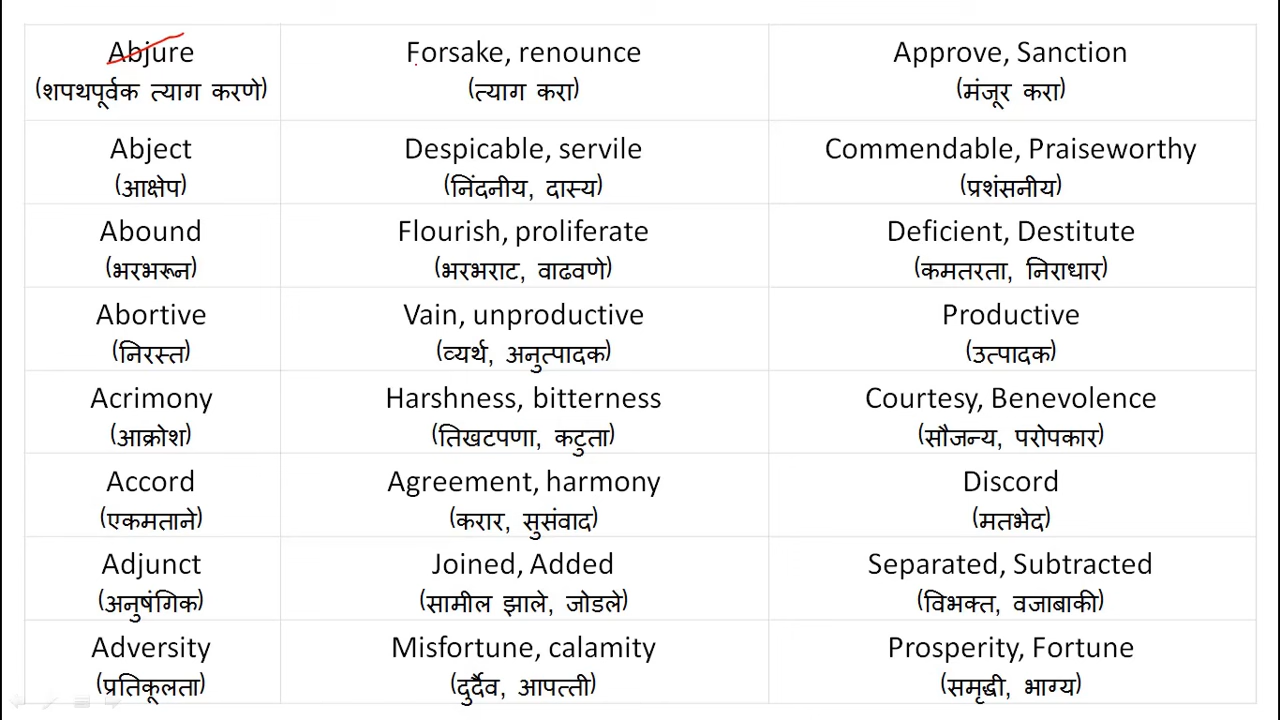 Abjure
(शपथपूर्वक त्याग करणे)
Forsake, renounce
(त्याग करा)
Approve, Sanction
(मंजूर करा)
Abject
(आक्षेप)
Despicable, servile
(निंदनीय, दास्य)
Commendable, Praiseworthy
(प्रशंसनीय)
Abound
(भरभरून)
Flourish, proliferate
(भरभराट, वाढवणे)
Deficient, Destitute
(कमतरता, निराधार)
Abortive
(निरस्त)
Vain, unproductive
(व्यर्थ, अनुत्पादक)
Productive
(उत्पादक)
Acrimony
(आक्रोश)
Harshness, bitterness
(तिखटपणा, कटुता)
Courtesy, Benevolence
(सौजन्य, परोपकार)
Accord
(एकमताने)
Agreement, harmony
(करार, सुसंवाद)
Discord
(मतभेद)
Adjunct
(अनुषंगिक)
Joined, Added
(सामील झाले, जोडले)
Separated, Subtracted
(विभक्त, वजाबाकी)
Adversity
(प्रतिकूलता)
Misfortune, calamity
(दुर्दैव, आपत्ती)
Prosperity, Fortune
(समृद्धी, भाग्य)